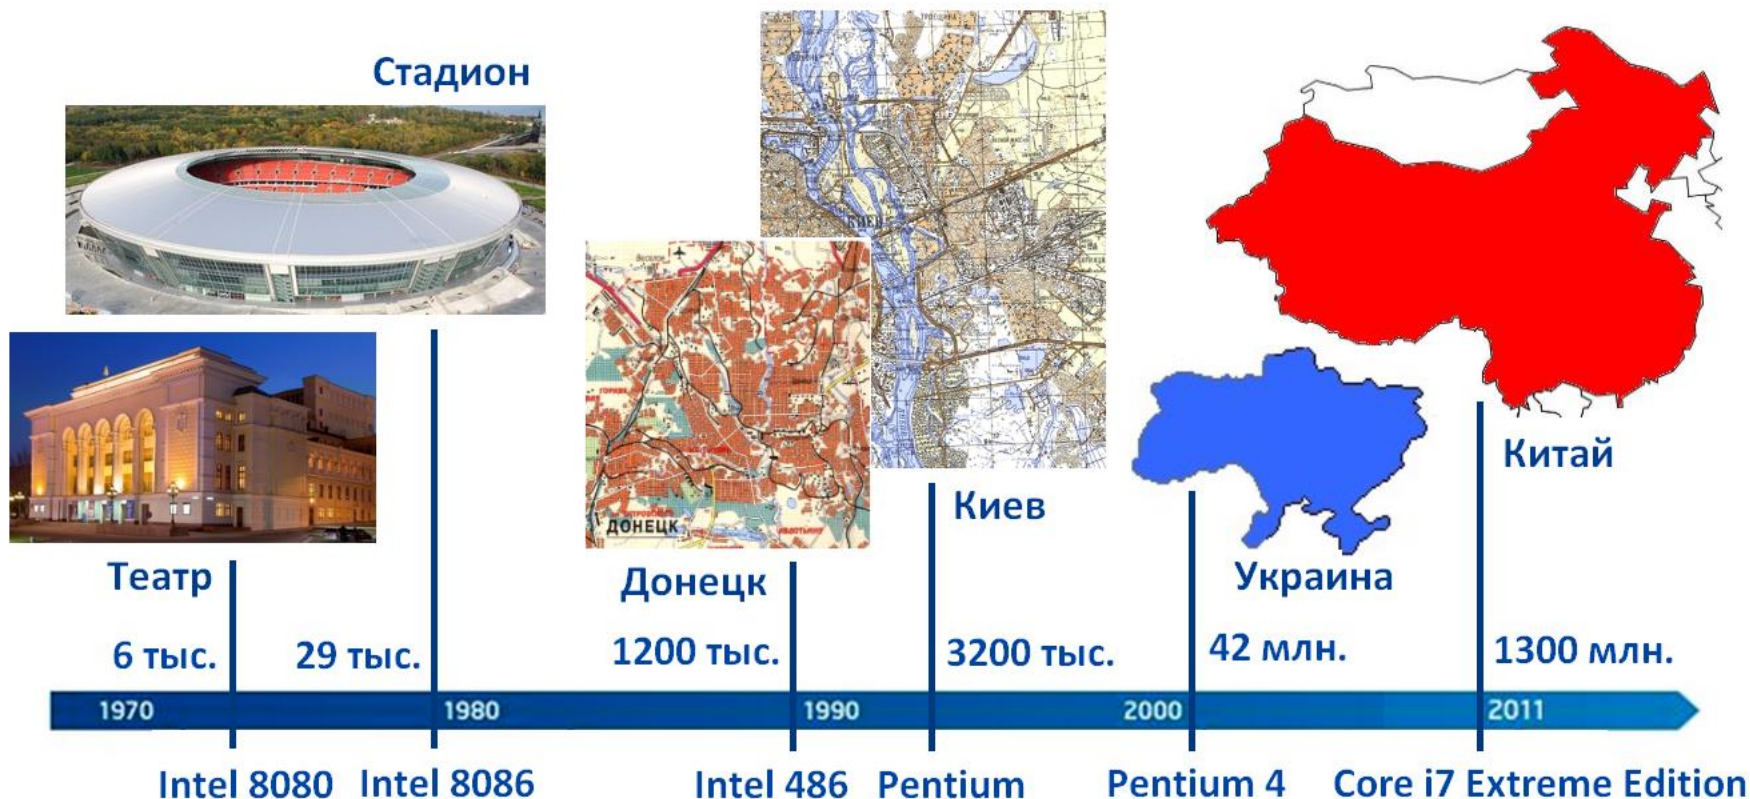 Стадион
Театр
Киев
Китай
Донецк
Украина
КИЕВ
ДОНЕЦК
6 тыс.
29 тыс.
1200 тыс.
3200 тыс.
42 млн.
1300 млн.
1970
1980
1990
2000
2011
Intel 8080
Intel 8086
Intel 486
Pentium
Pentium 4
Core i7 Extreme Edition